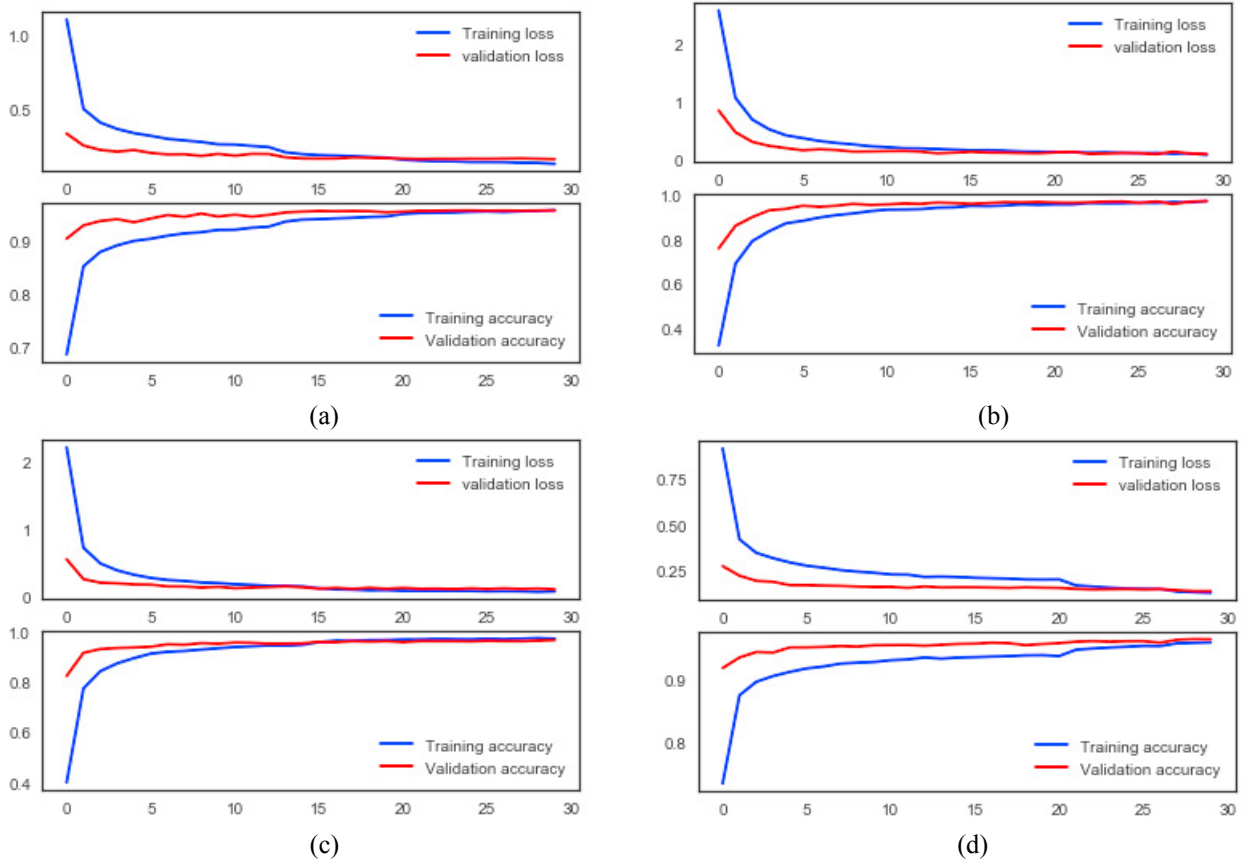 1.0
0.5
Training loss
validation loss
0 5 10 15 20 25 30
0.9
0.8
0.7
Training accuracy
Validation accuracy
0 5 10 15 20 25 30
(a)
2
1
0
Training loss
validation loss
0 5 10 15 20 25 30
1.0
0.8
0.6
0.4
Training accuracy
Validation accuracy
0 5 10 15 20 25 30
(b)
2
1
0
Training loss
validation loss
0 5 10 15 20 25 30
1.0
0.8
0.6
0.4
Training accuracy
Validation accuracy
0 5 10 15 20 25 30
(c)
0.75
0.50
0.25
Training loss
validation loss
0 5 10 15 20 25 30
0.9
0.8
Training accuracy
Validation accuracy
0 5 10 15 20 25 30
(d)